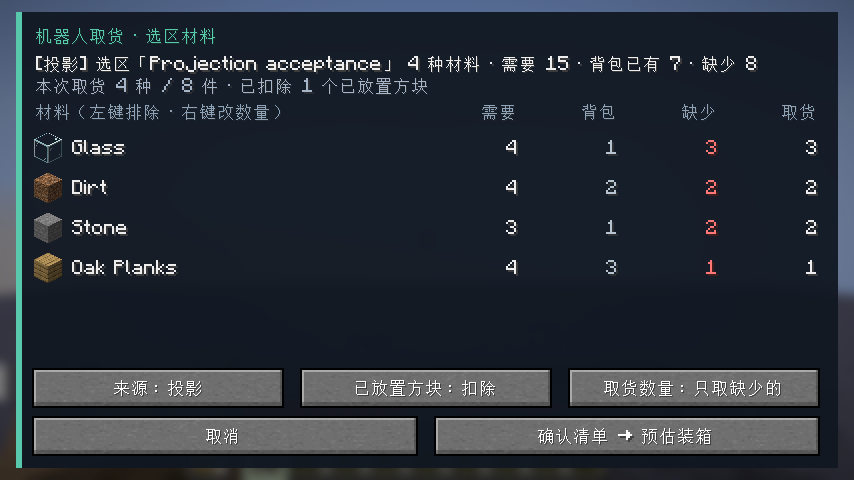 机器人取货 · 选区材料
[投影] 选区「Projection acceptance」 4 种材料 · 需要 15 · 背包已有 7 · 缺少 8
本次取货 4 种 / 8 件 · 已扣除 1 个已放置方块
材料（左键排除 · 右键改数量） 需要 背包 缺少 取货
Glass 4 1 3 3
Dirt 4 2 2 2
Stone 3 1 2 2
Oak Planks 4 3 1 1
来源：投影 已放置方块：扣除 取货数量：只取缺少的
取消 确认清单 → 预估装箱